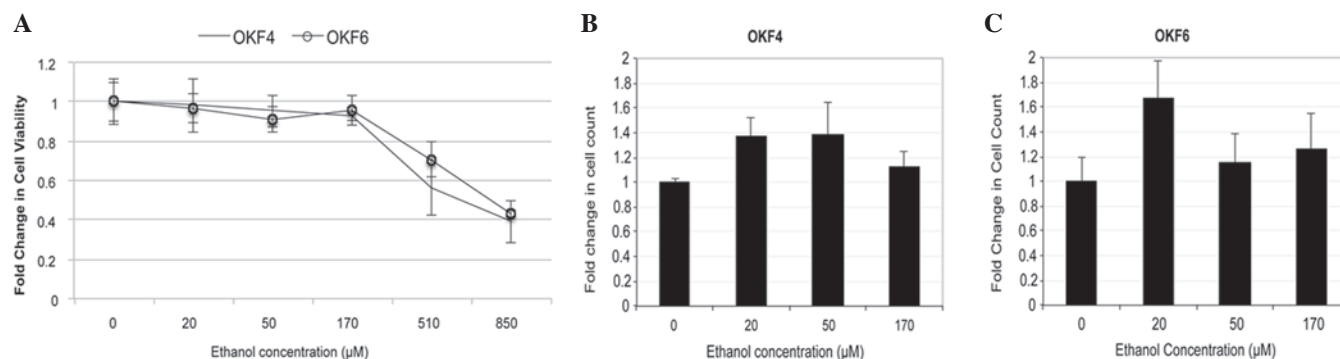 A
OKF4 OKF6
Fold Change in Cell Viability
1.2
1
0.8
0.6
0.4
0.2
0
0 20 50 170 510 850
Ethanol concentration (µM)
B
OKF4
Fold change in cell count
2
1.8
1.6
1.4
1.2
1
0.8
0.6
0.4
0.2
0
0 20 50 170
Ethanol concentration (µM)
C
OKF6
Fold Change in Cell Count
2
1.8
1.6
1.4
1.2
1
0.8
0.6
0.4
0.2
0
0 20 50 170
Ethanol Concentration (µM)